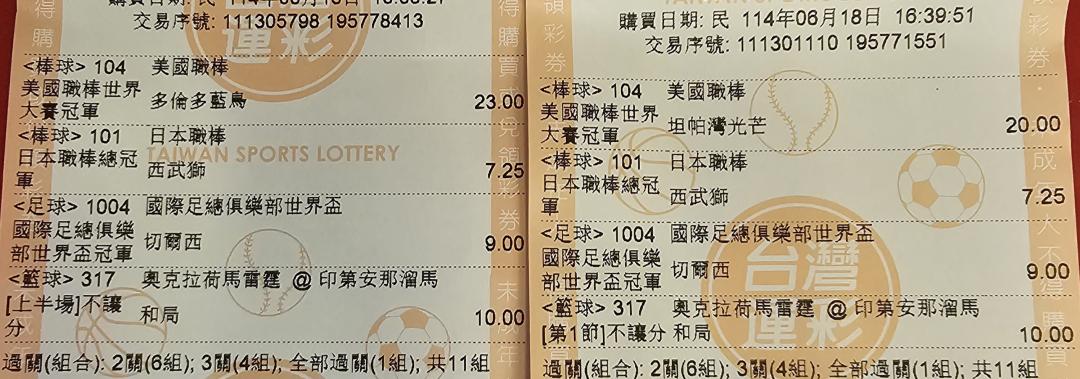 交易序號: 111305798 195778413
<棒球> 104 美國職棒
美國職棒世界
大賽冠軍
多倫多藍鳥 23.00
<棒球> 101 日本職棒
日本職棒總冠
軍
西武獅 7.25
<足球> 1004 國際足總俱樂部世界盃
國際足總俱樂
部世界盃冠軍
切爾西 9.00
<籃球> 317 奧克拉荷馬雷霆 @ 印第安那溜馬
[上半場]不讓
分
和局 10.00
過關(組合): 2關(6組); 3關(4組); 全部過關(1組); 共11組
TAIWAN SPORTS LOTTERY
台灣
運彩
購買日期: 民 114年06月18日 16:39:51
交易序號: 111301110 195771551
<棒球> 104 美國職棒
美國職棒世界
大賽冠軍
坦帕灣光芒 20.00
<棒球> 101 日本職棒
日本職棒總冠
軍
西武獅 7.25
<足球> 1004 國際足總俱樂部世界盃
國際足總俱樂
部世界盃冠軍
切爾西 9.00
<籃球> 317 奧克拉荷馬雷霆 @ 印第安那溜馬
[第1節]不讓分 和局 10.00
過關(組合): 2關(6組); 3關(4組); 全部過關(1組); 共11組
台灣
運彩